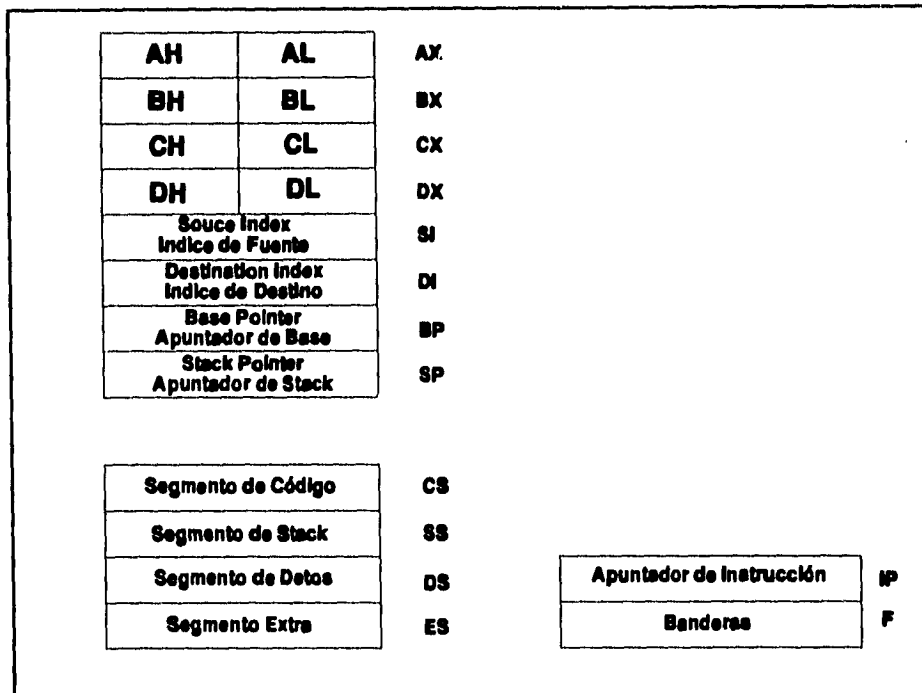 AH AL AX
BH BL BX
CH CL CX
DH DL DX
Souce Index
Indice de Fuente SI
Destination Index
Indice de Destino DI
Base Pointer
Apuntador de Base BP
Stack Pointer
Apuntador de Stack SP
Segmento de Código CS
Segmento de Stack SS
Segmento de Detos DS
Segmento Extra ES
Apuntador de Instrucción IP
Banderas F